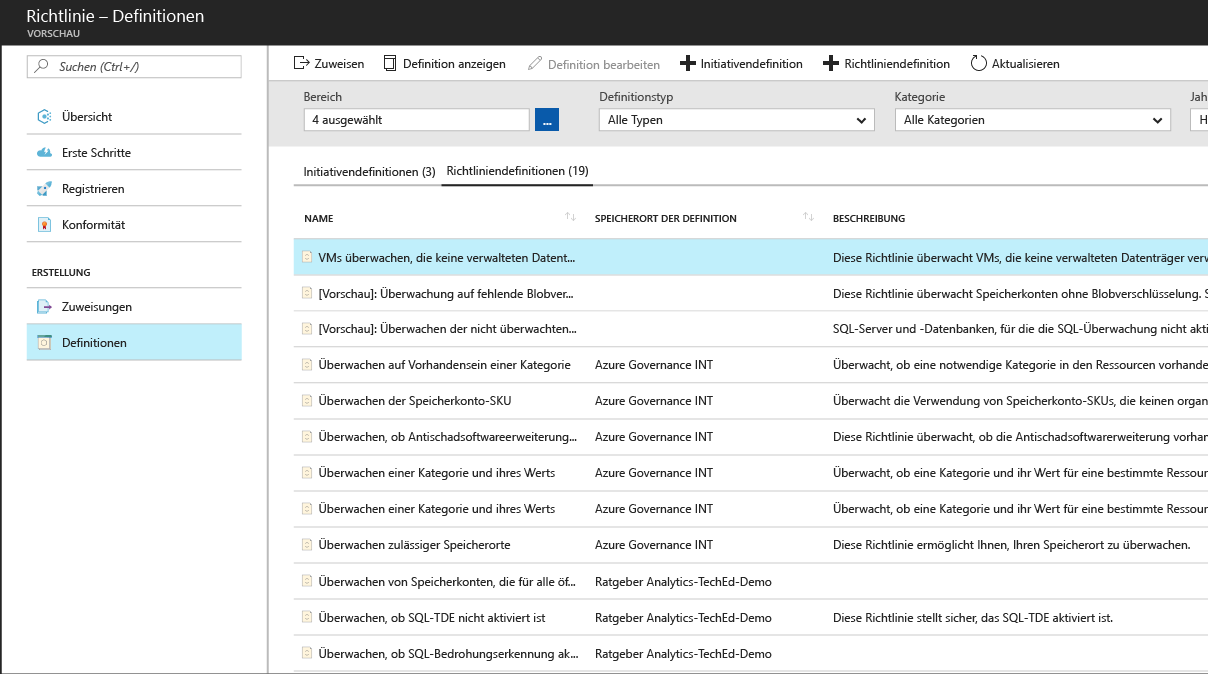 Richtlinie – Definitionen
VORSCHAU
Suchen (Ctrl+/)
Übersicht
Erste Schritte
Registrieren
Konformität
ERSTELLUNG
Zuweisungen
Definitionen
Zuweisen Definition anzeigen Definition bearbeiten Initiativendefinition Richtliniendefinition Aktualisieren
Bereich Definitionstyp Kategorie Jah
4 ausgewählt ... Alle Typen Alle Kategorien H
Initiativendefinitionen (3) Richtliniendefinitionen (19)
NAME SPEICHERORT DER DEFINITION BESCHREIBUNG
VMs überwachen, die keine verwalteten Datent... Diese Richtlinie überwacht VMs, die keine verwalteten Datenträger verw
[Vorschau]: Überwachung auf fehlende Blobver... Diese Richtlinie überwacht Speicherkonten ohne Blobverschlüsselung. S
[Vorschau]: Überwachen der nicht überwachten... SQL-Server und -Datenbanken, für die die SQL-Überwachung nicht akti
Überwachen auf Vorhandensein einer Kategorie Azure Governance INT Überwacht, ob eine notwendige Kategorie in den Ressourcen vorhande
Überwachen der Speicherkonto-SKU Azure Governance INT Überwacht die Verwendung von Speicherkonto-SKUs, die keinen organ
Überwachen, ob Antischadsoftwareerweiterung... Azure Governance INT Diese Richtlinie überwacht, ob die Antischadsoftwarerweiterung vorhan
Überwachen einer Kategorie und ihres Werts Azure Governance INT Überwacht, ob eine Kategorie und ihr Wert für eine bestimmte Ressour
Überwachen einer Kategorie und ihres Werts Azure Governance INT Überwacht, ob eine Kategorie und ihr Wert für eine bestimmte Ressour
Überwachen zulässiger Speicherorte Azure Governance INT Diese Richtlinie ermöglicht Ihnen, Ihren Speicherort zu überwachen.
Überwachen von Speicherkonten, die für alle öf... Ratgeber Analytics-TechEd-Demo
Überwachen, ob SQL-TDE nicht aktiviert ist Ratgeber Analytics-TechEd-Demo Diese Richtlinie stellt sicher, das SQL-TDE aktiviert ist.
Überwachen, ob SQL-Bedrohungserkennung ak... Ratgeber Analytics-TechEd-Demo